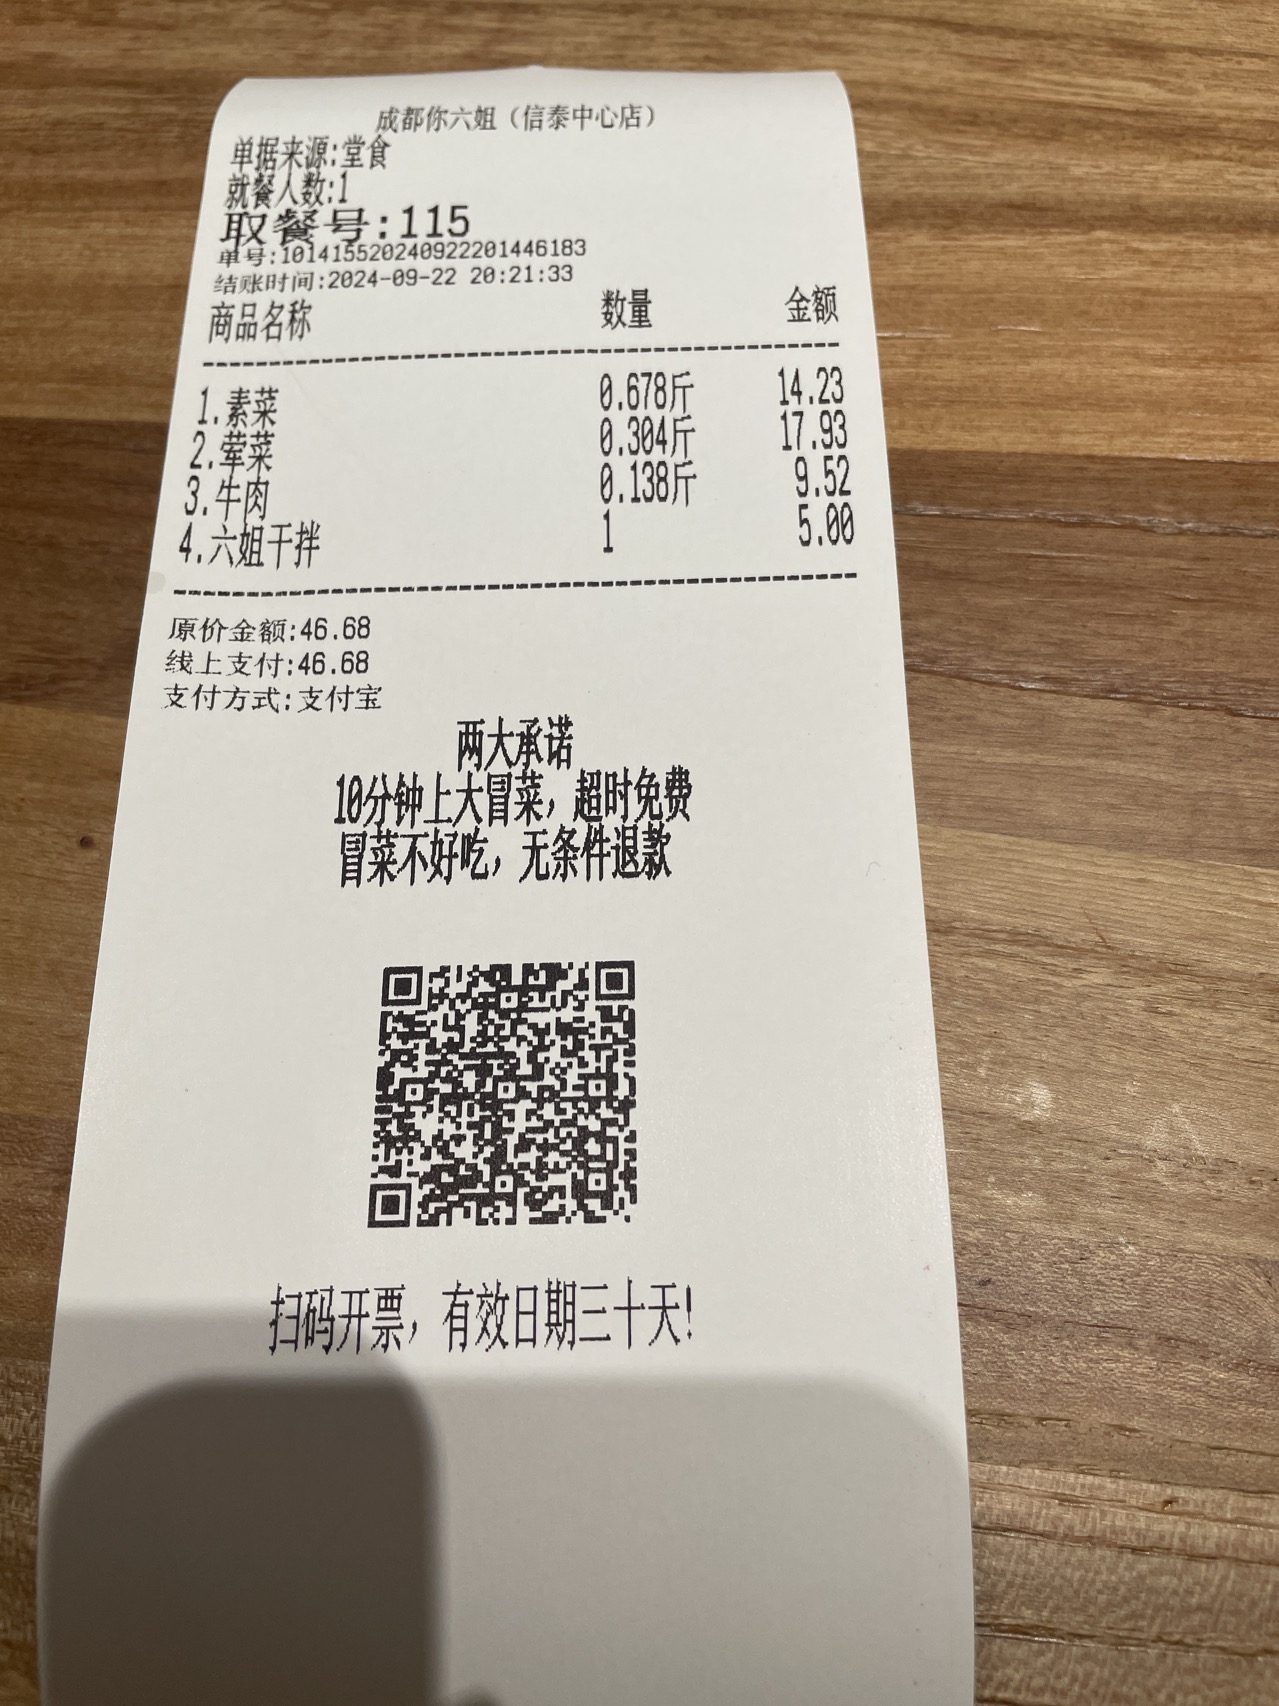 成都你六姐（信泰中心店）
单据来源:堂食
就餐人数:1
取餐号:115
单号:10141552024092220144​6183
结账时间:2024-09-22 20:21:33
商品名称 数量 金额
1.素菜 0.678斤 14.23
2.荤菜 0.304斤 17.93
3.牛肉 0.138斤 9.52
4.六姐干拌 1 5.00
原价金额:46.68
线上支付:46.68
支付方式:支付宝
两大承诺
10分钟上大冒菜，超时免费
冒菜不好吃，无条件退款
扫码开票，有效日期三十天!